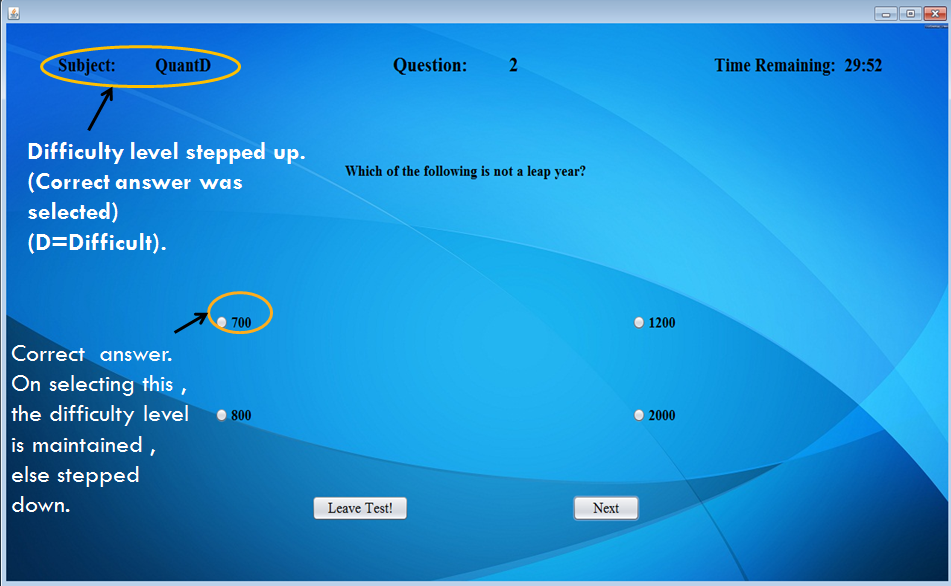 Subject: QuantD Question: 2 Time Remaining: 29:52
Difficulty level stepped up.
(Correct answer was
selected)
(D=Difficult).
Which of the following is not a leap year?
700
1200
Correct answer.
On selecting this ,
the difficulty level
is maintained ,
else stepped
down.
800
2000
Leave Test!
Next